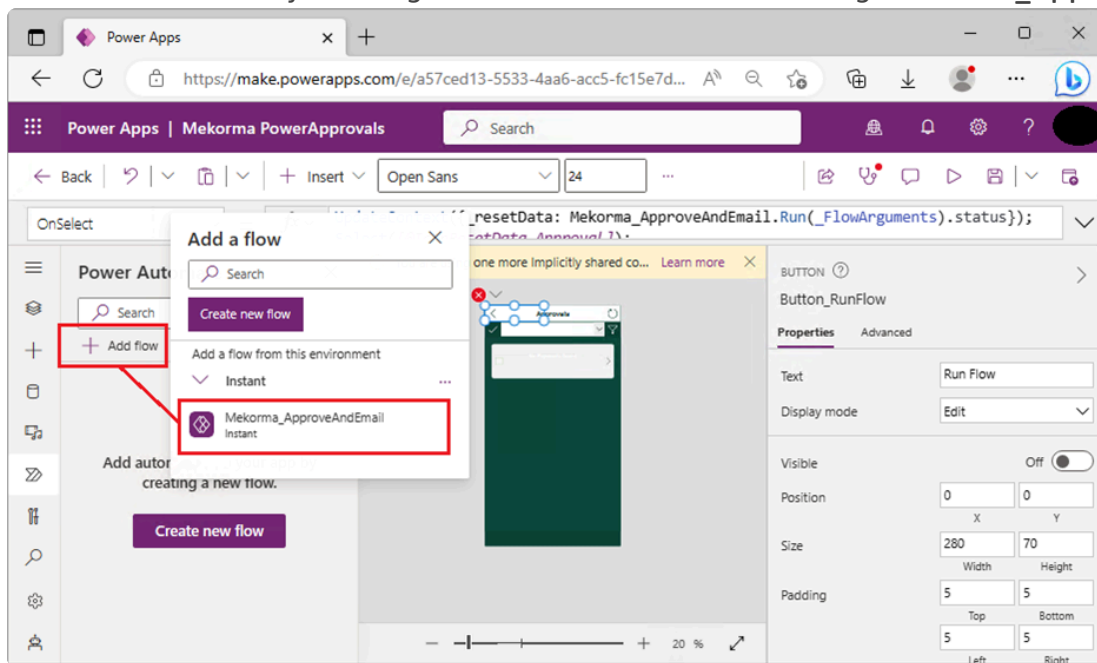 Power Apps
https://make.powerapps.com/e/a57ced13-5533-4aa6-acc5-fc15e7d...
Power Apps | Mekorma PowerApprovals
Search
Back
Insert
Open Sans
24
...
OnSelect
_resetData: Mekorma_ApproveAndEmail.Run(_FlowArguments).status});
Add a flow
Search
Create new flow
Add a flow from this environment
Instant
Mekorma_ApproveAndEmail
Instant
Power Aut
Search
Add flow
Add autor
creating a new flow.
Create new flow
one more Implicitly shared co... Learn more
Approvals
20 %
BUTTON
Button_RunFlow
Properties Advanced
Text Run Flow
Display mode Edit
Visible Off
Position 0 0
X Y
Size 280 70
Width Height
Padding 5 5
Top Bottom
5 5
Left Right